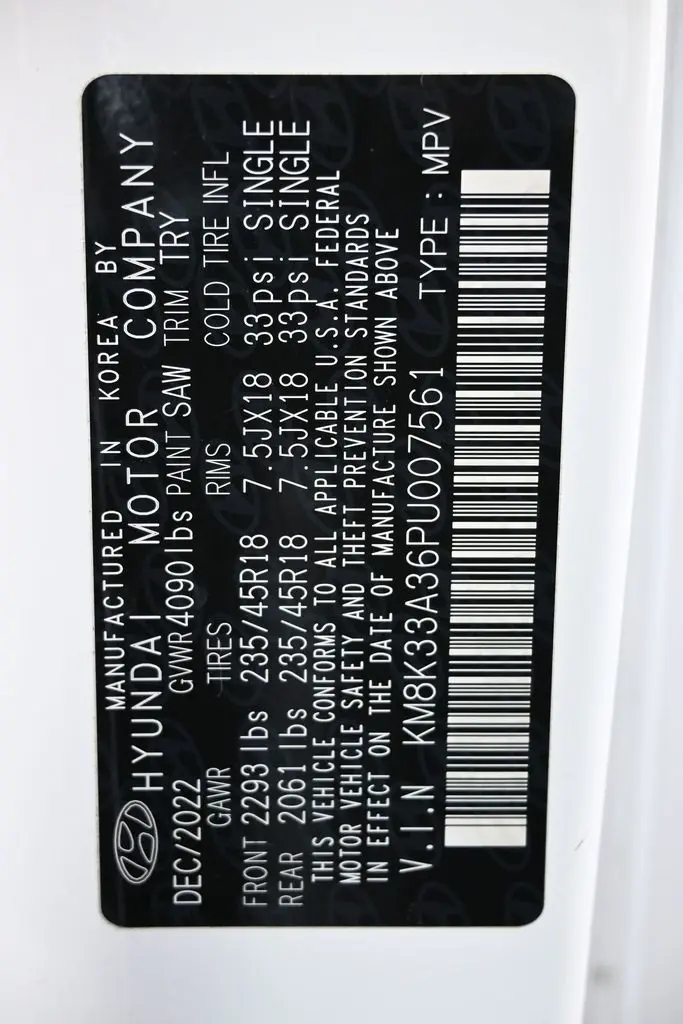 MANUFACTURED IN KOREA BY
HYUNDAI MOTOR COMPANY
DEC/2022 GVWR 4090lbs PAINT SAW TRIM TRY
GAWR TIRES RIMS COLD TIRE INFL
FRONT 2293 lbs 235/45R18 7.5JX18 33psi SINGLE
REAR 2061 lbs 235/45R18 7.5JX18 33psi SINGLE
THIS VEHICLE CONFORMS TO ALL APPLICABLE U.S.A. FEDERAL
MOTOR VEHICLE SAFETY AND THEFT PREVENTION STANDARDS
IN EFFECT ON THE DATE OF MANUFACTURE SHOWN ABOVE
V.I.N KM8K33A36PU007561 TYPE : MPV